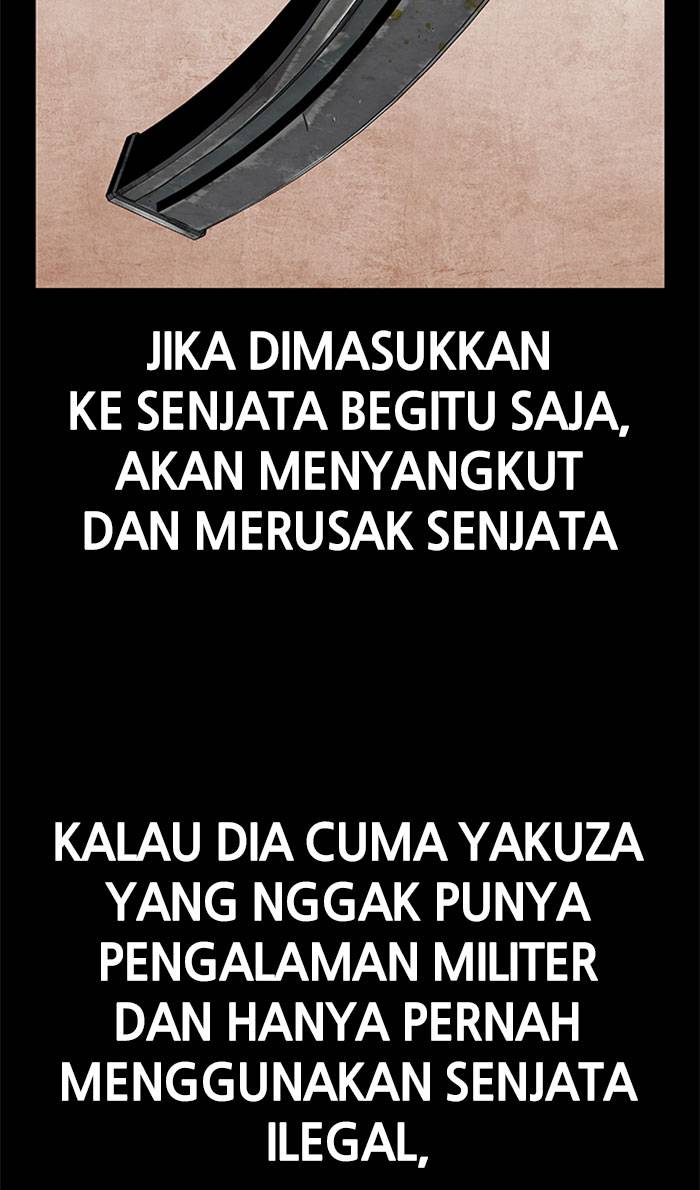 JIKA DIMASUKKAN
KE SENJATA BEGITU SAJA,
AKAN MENYANGKUT
DAN MERUSAK SENJATA
KALAU DIA CUMA YAKUZA
YANG NGGAK PUNYA
PENGALAMAN MILITER
DAN HANYA PERNAH
MENGGUNAKAN SENJATA
ILEGAL,